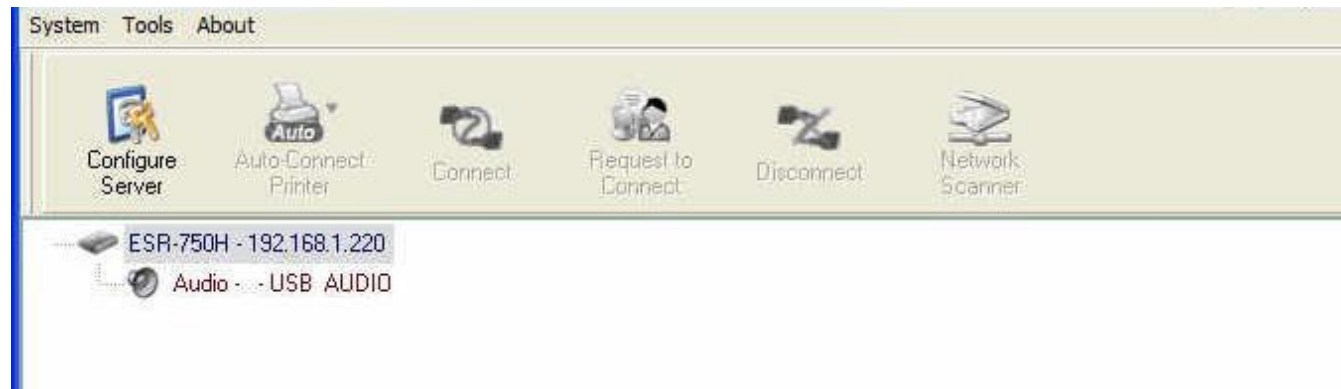 System Tools About
Auto
Configure Server
Auto-Connect Printer
Connect
Request to Connect
Disconnect
Network Scanner
ESR-750H - 192.168.1.220
Audio - - USB AUDIO